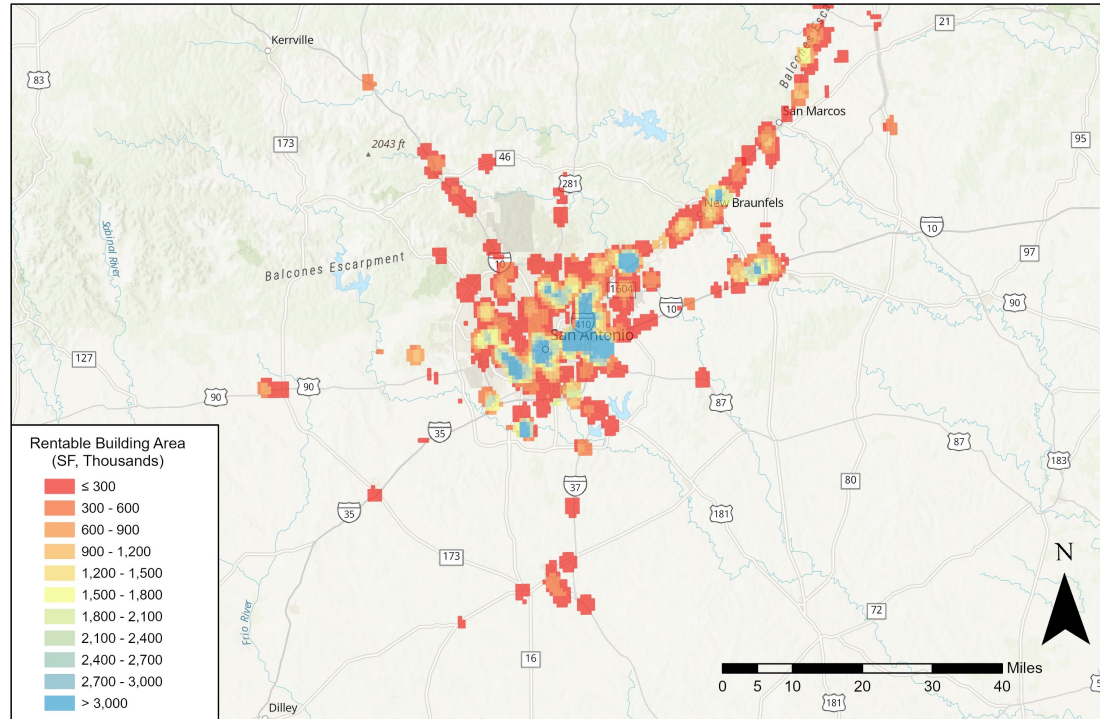 Kerrville
21
83
Balcones Esca
San Marcos
173
2043 ft
46
95
281
New Braunfels
Sabinal River
10
97
10
Balcones Escarpment
1604
10
90
410
San Antonio
127
90
90
87
35
87
183
Rentable Building Area
(SF, Thousands)
≤ 300
300 - 600
600 - 900
900 - 1,200
1,200 - 1,500
1,500 - 1,800
1,800 - 2,100
2,100 - 2,400
2,400 - 2,700
2,700 - 3,000
> 3,000
80
37
35
181
173
N
Frio River
72
16
Miles
0 5 10 20 30 40
5
181
Dilley